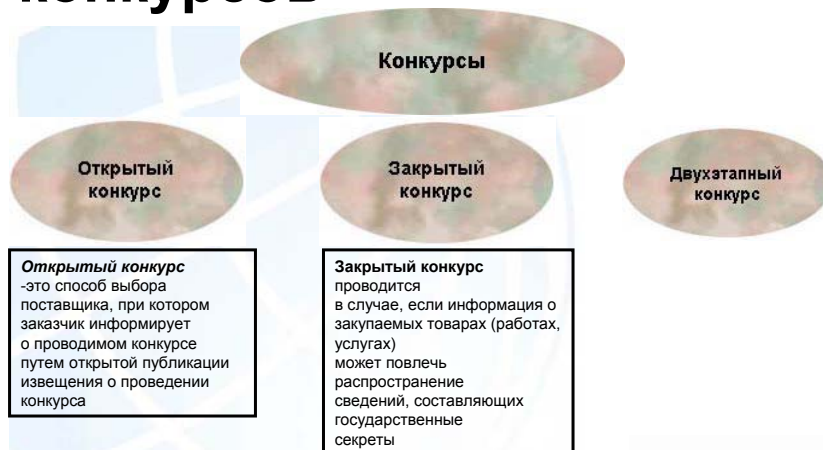 конкурсов
Конкурсы
Открытый
конкурс
Закрытый
конкурс
Двухэтапный
конкурс
Открытый конкурс
-это способ выбора
поставщика, при котором
заказчик информирует
о проводимом конкурсе
путем открытой публикации
извещения о проведении
конкурса
Закрытый конкурс
проводится
в случае, если информация о
закупаемых товарах (работах,
услугах)
может повлечь
распространение
сведений, составляющих
государственные
секреты